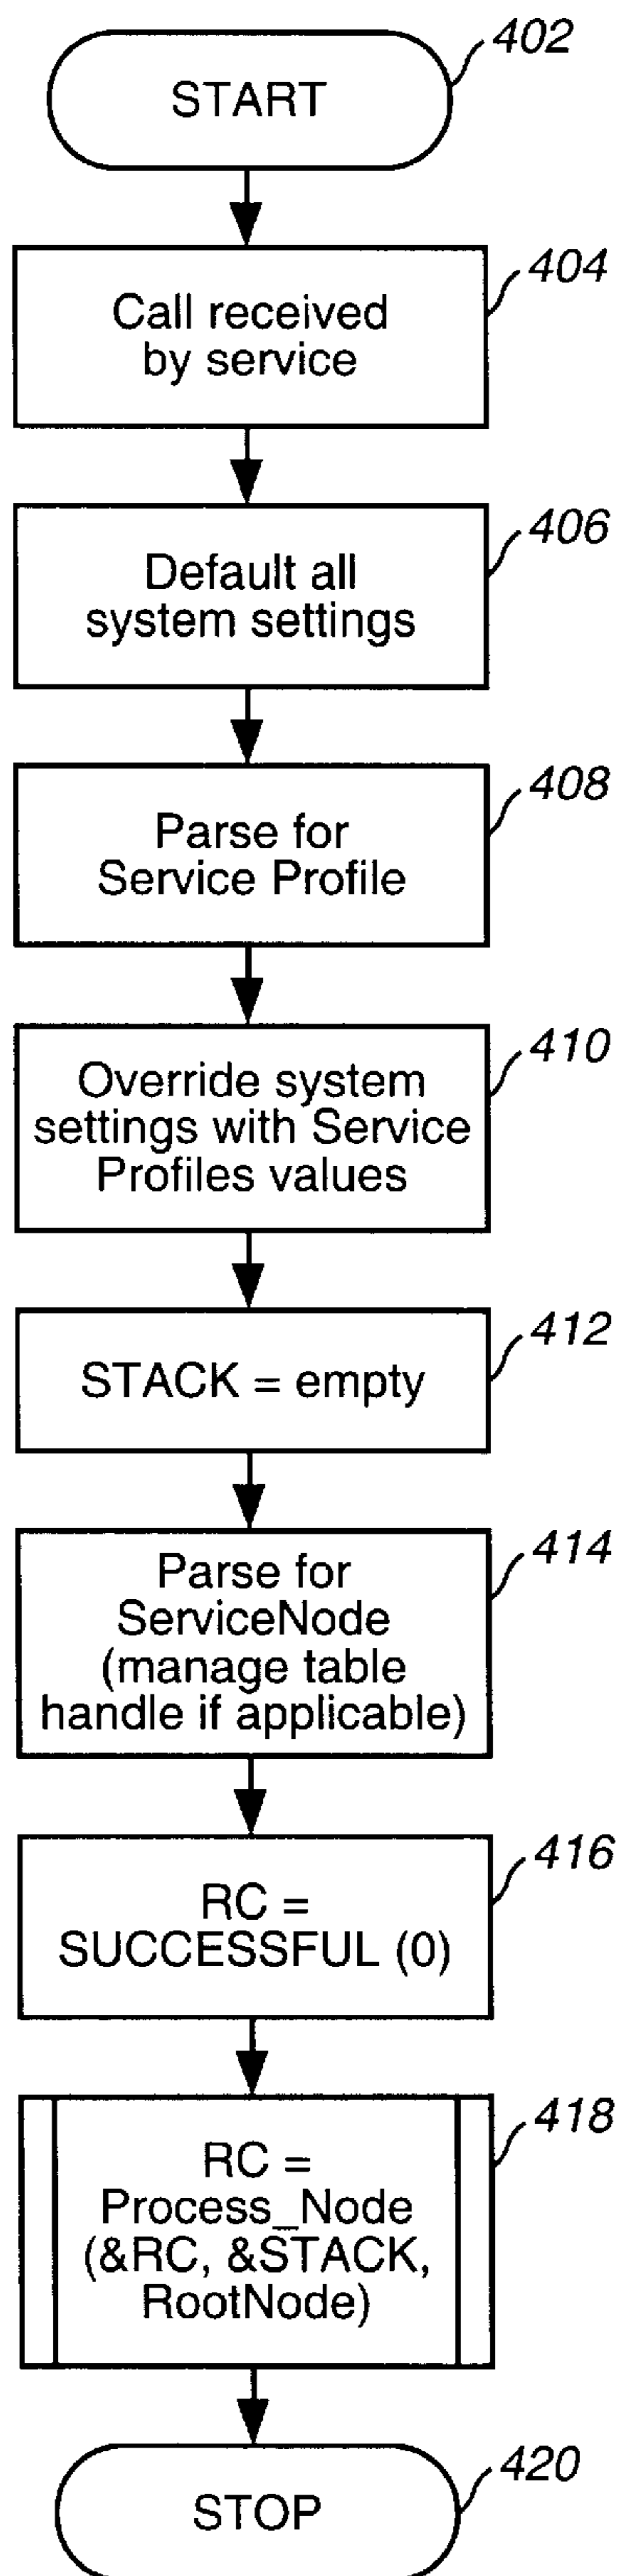 402
START
404
Call received
by service
406
Default all
system settings
408
Parse for
Service Profile
410
Override system
settings with Service
Profiles values
412
STACK = empty
414
Parse for
ServiceNode
(manage table
handle if applicable)
416
RC =
SUCCESSFUL (0)
418
RC =
Process_Node
(&RC, &STACK,
RootNode)
420
STOP